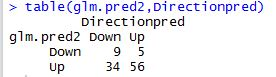 > table(glm.pred2,Directionpred)
Directionpred
glm.pred2 Down Up
Down 9 5
Up 34 56